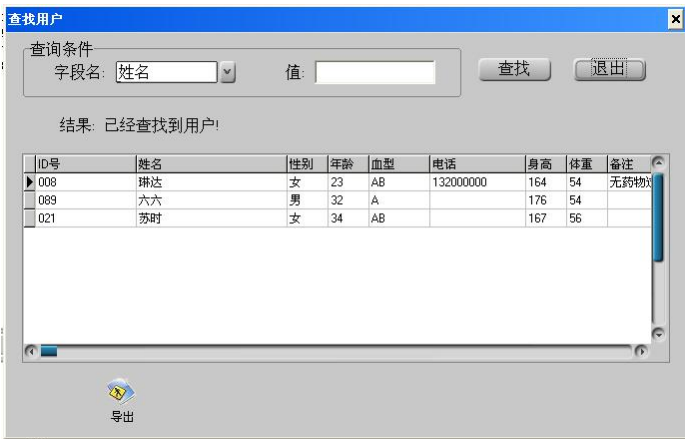 查找用户
查询条件
字段名: 姓名 值: 查找 退出
结果: 已经查找到用户!
ID号 姓名 性别 年龄 血型 电话 身高 体重 备注
008 琳达 女 23 AB 132000000 164 54 无药物
089 六六 男 32 A 176 54
021 苏时 女 34 AB 167 56
导出